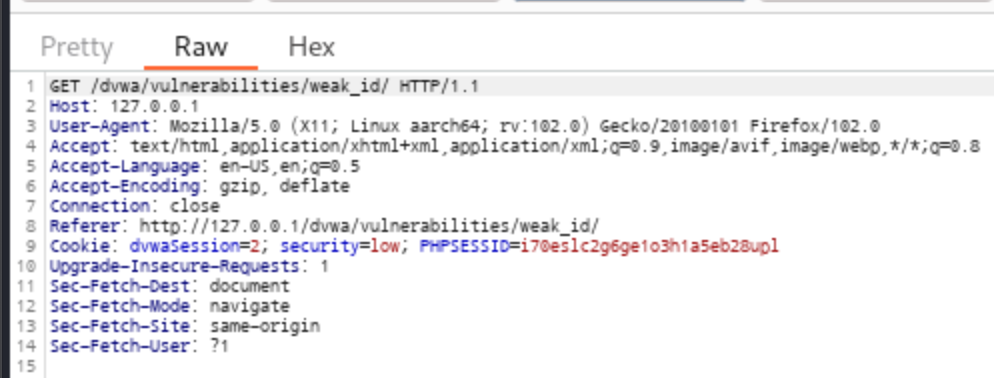 Pretty Raw Hex
1 GET /dvwa/vulnerabilities/weak_id/ HTTP/1.1
2 Host: 127.0.0.1
3 User-Agent: Mozilla/5.0 (X11; Linux aarch64; rv:102.0) Gecko/20100101 Firefox/102.0
4 Accept: text/html,application/xhtml+xml,application/xml;q=0.9,image/avif,image/webp,*/*;q=0.8
5 Accept-Language: en-US,en;q=0.5
6 Accept-Encoding: gzip, deflate
7 Connection: close
8 Referer: http://127.0.0.1/dvwa/vulnerabilities/weak_id/
9 Cookie: dvwaSession=2; security=low; PHPSESSID=i70eslc2g6ge1o3h1a5eb28upl
10 Upgrade-Insecure-Requests: 1
11 Sec-Fetch-Dest: document
12 Sec-Fetch-Mode: navigate
13 Sec-Fetch-Site: same-origin
14 Sec-Fetch-User: ?1
15